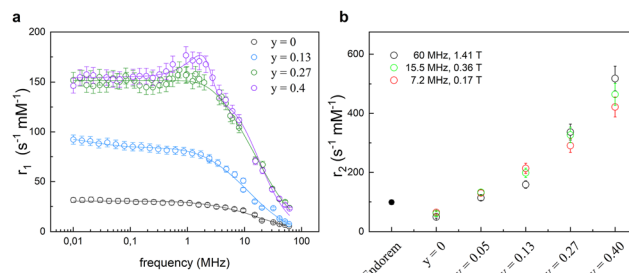 a
200
150
100
50
0
r₁ (s⁻¹ mM⁻¹)
y = 0
y = 0.13
y = 0.27
y = 0.4
0,01
0,1
1
10
100
frequency (MHz)
b
600
400
200
0
r₂ (s⁻¹ mM⁻¹)
60 MHz, 1.41 T
15.5 MHz, 0.36 T
7.2 MHz, 0.17 T
y = 0
y = 0.05
y = 0.13
y = 0.27
y = 0.40